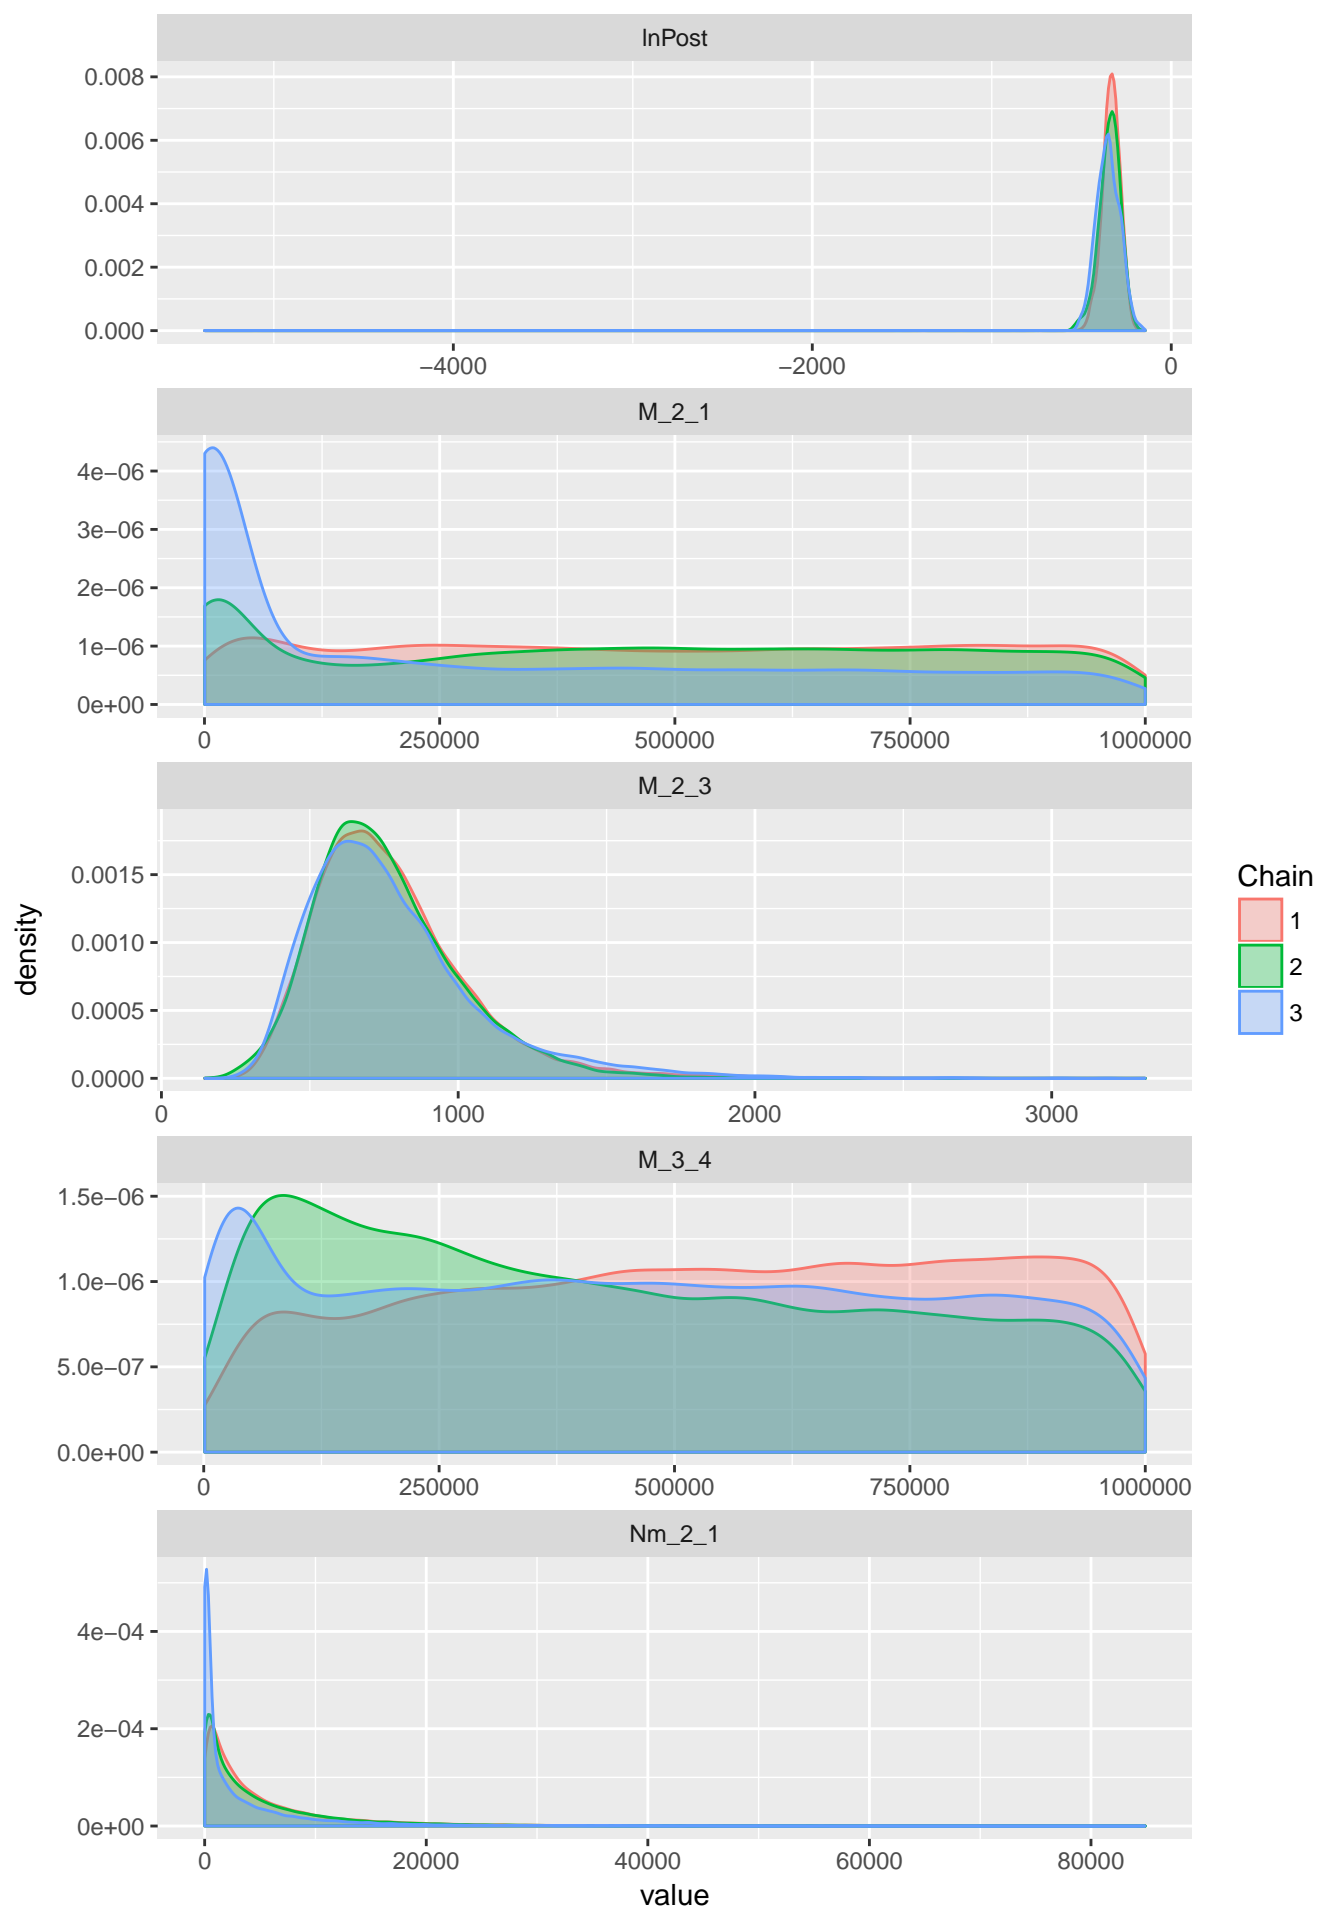 lnPost
0.008
0.006
0.004
0.002
0.000
−4000 −2000 0
M_2_1
4e−06
3e−06
2e−06
1e−06
0e+00
0 250000 500000 750000 1000000
M_2_3
0.0015
0.0010
0.0005
0.0000
0 1000 2000 3000
M_3_4
1.5e−06
1.0e−06
5.0e−07
0.0e+00
0 250000 500000 750000 1000000
Nm_2_1
4e−04
2e−04
0e+00
0 20000 40000 60000 80000
value
density
Chain
1
2
3